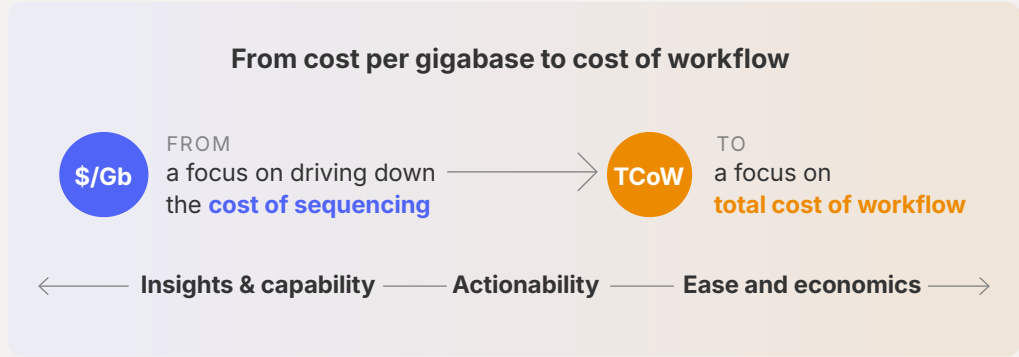 From cost per gigabase to cost of workflow
$/Gb
FROM
a focus on driving down
the cost of sequencing
TCoW
TO
a focus on
total cost of workflow
Insights & capability
Actionability
Ease and economics